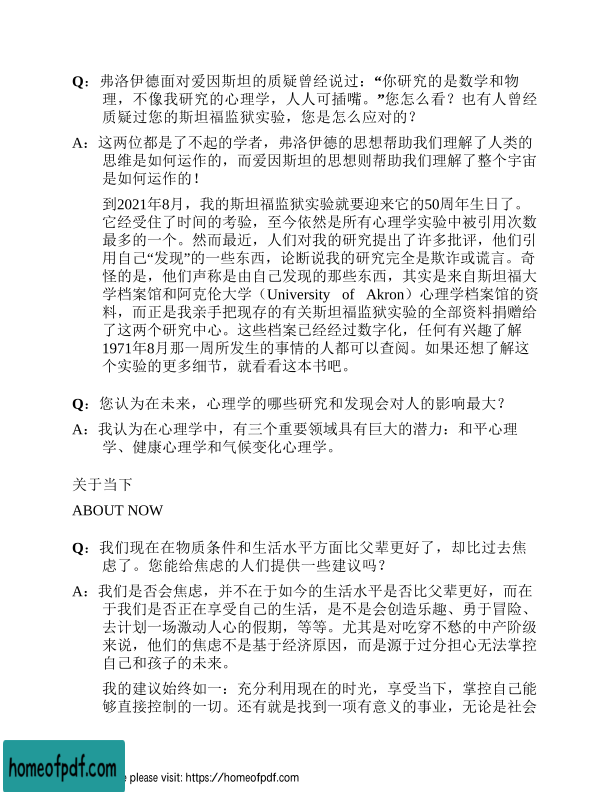 Q：弗洛伊德面对爱因斯坦的质疑曾经说过：“你研究的是数学和物
理，不像我研究的心理学，人人可插嘴。”您怎么看？也有人曾经
质疑过您的斯坦福监狱实验，您是怎么应对的？
A：这两位都是了不起的学者，弗洛伊德的思想帮助我们理解了人类的
思维是如何运作的，而爱因斯坦的思想则帮助我们理解了整个宇宙
是如何运作的！
到2021年8月，我的斯坦福监狱实验就要迎来它的50周年生日了。
它经受住了时间的考验，至今依然是所有心理学实验中被引用次数
最多的一个。然而最近，人们对我的研究提出了许多批评，他们引
用自己“发现”的一些东西，论断说我的研究完全是欺诈或谎言。奇
怪的是，他们声称是由自己发现的那些东西，其实是来自斯坦福大
学档案馆和阿克伦大学（University of Akron）心理学档案馆的资
料，而正是我亲手把现存的有关斯坦福监狱实验的全部资料捐赠给
了这两个研究中心。这些档案已经经过数字化，任何有兴趣了解
1971年8月那一周所发生的事情的人都可以查阅。如果还想了解这
个实验的更多细节，就看看这本书吧。
Q：您认为在未来，心理学的哪些研究和发现会对人的影响最大？
A：我认为在心理学中，有三个重要领域具有巨大的潜力：和平心理
学、健康心理学和气候变化心理学。
关于当下
ABOUT NOW
Q：我们现在在物质条件和生活水平方面比父辈更好了，却比过去焦
虑了。您能给焦虑的人们提供一些建议吗？
A：我们是否会焦虑，并不在于如今的生活水平是否比父辈更好，而在
于我们是否正在享受自己的生活，是不是会创造乐趣、勇于冒险、
去计划一场激动人心的假期，等等。尤其是对吃穿不愁的中产阶级
来说，他们的焦虑不是基于经济原因，而是源于过分担心无法掌控
自己和孩子的未来。
我的建议始终如一：充分利用现在的时光，享受当下，掌控自己能
够直接控制的一切。还有就是找到一项有意义的事业，无论是社会
homeofpdf.com
please visit: https://homeofpdf.com